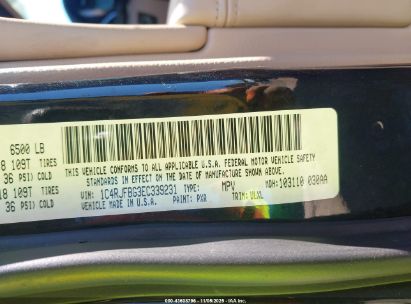 6500 LB
8 109T TIRES
36 PSI) COLD
18 109T TIRES
36 PSI) COLD
THIS VEHICLE CONFORMS TO ALL APPLICABLE U.S.A. FEDERAL MOTOR VEHICLE SAFETY
STANDARDS IN EFFECT ON THE DATE OF MANUFACTURE SHOWN ABOVE.
VIN: 1C4RJFBG3EC339231 TYPE: MPV MDH: 103110 030AA
VEHICLE MADE IN U.S.A. PAINT: PXR TRIM: